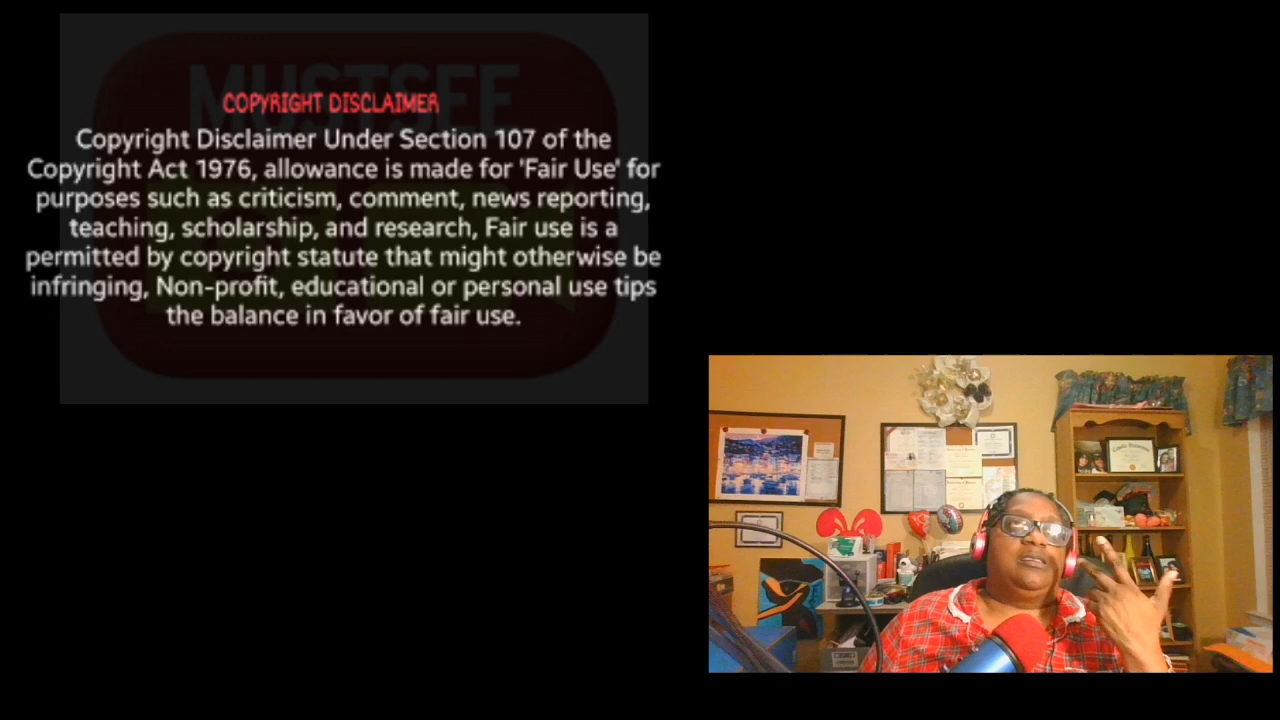 MUSTSEE
COPYRIGHT DISCLAIMER
Copyright Disclaimer Under Section 107 of the
Copyright Act 1976, allowance is made for 'Fair Use' for
purposes such as criticism, comment, news reporting,
teaching, scholarship, and research, Fair use is a
permitted by copyright statute that might otherwise be
infringing, Non-profit, educational or personal use tips
the balance in favor of fair use.